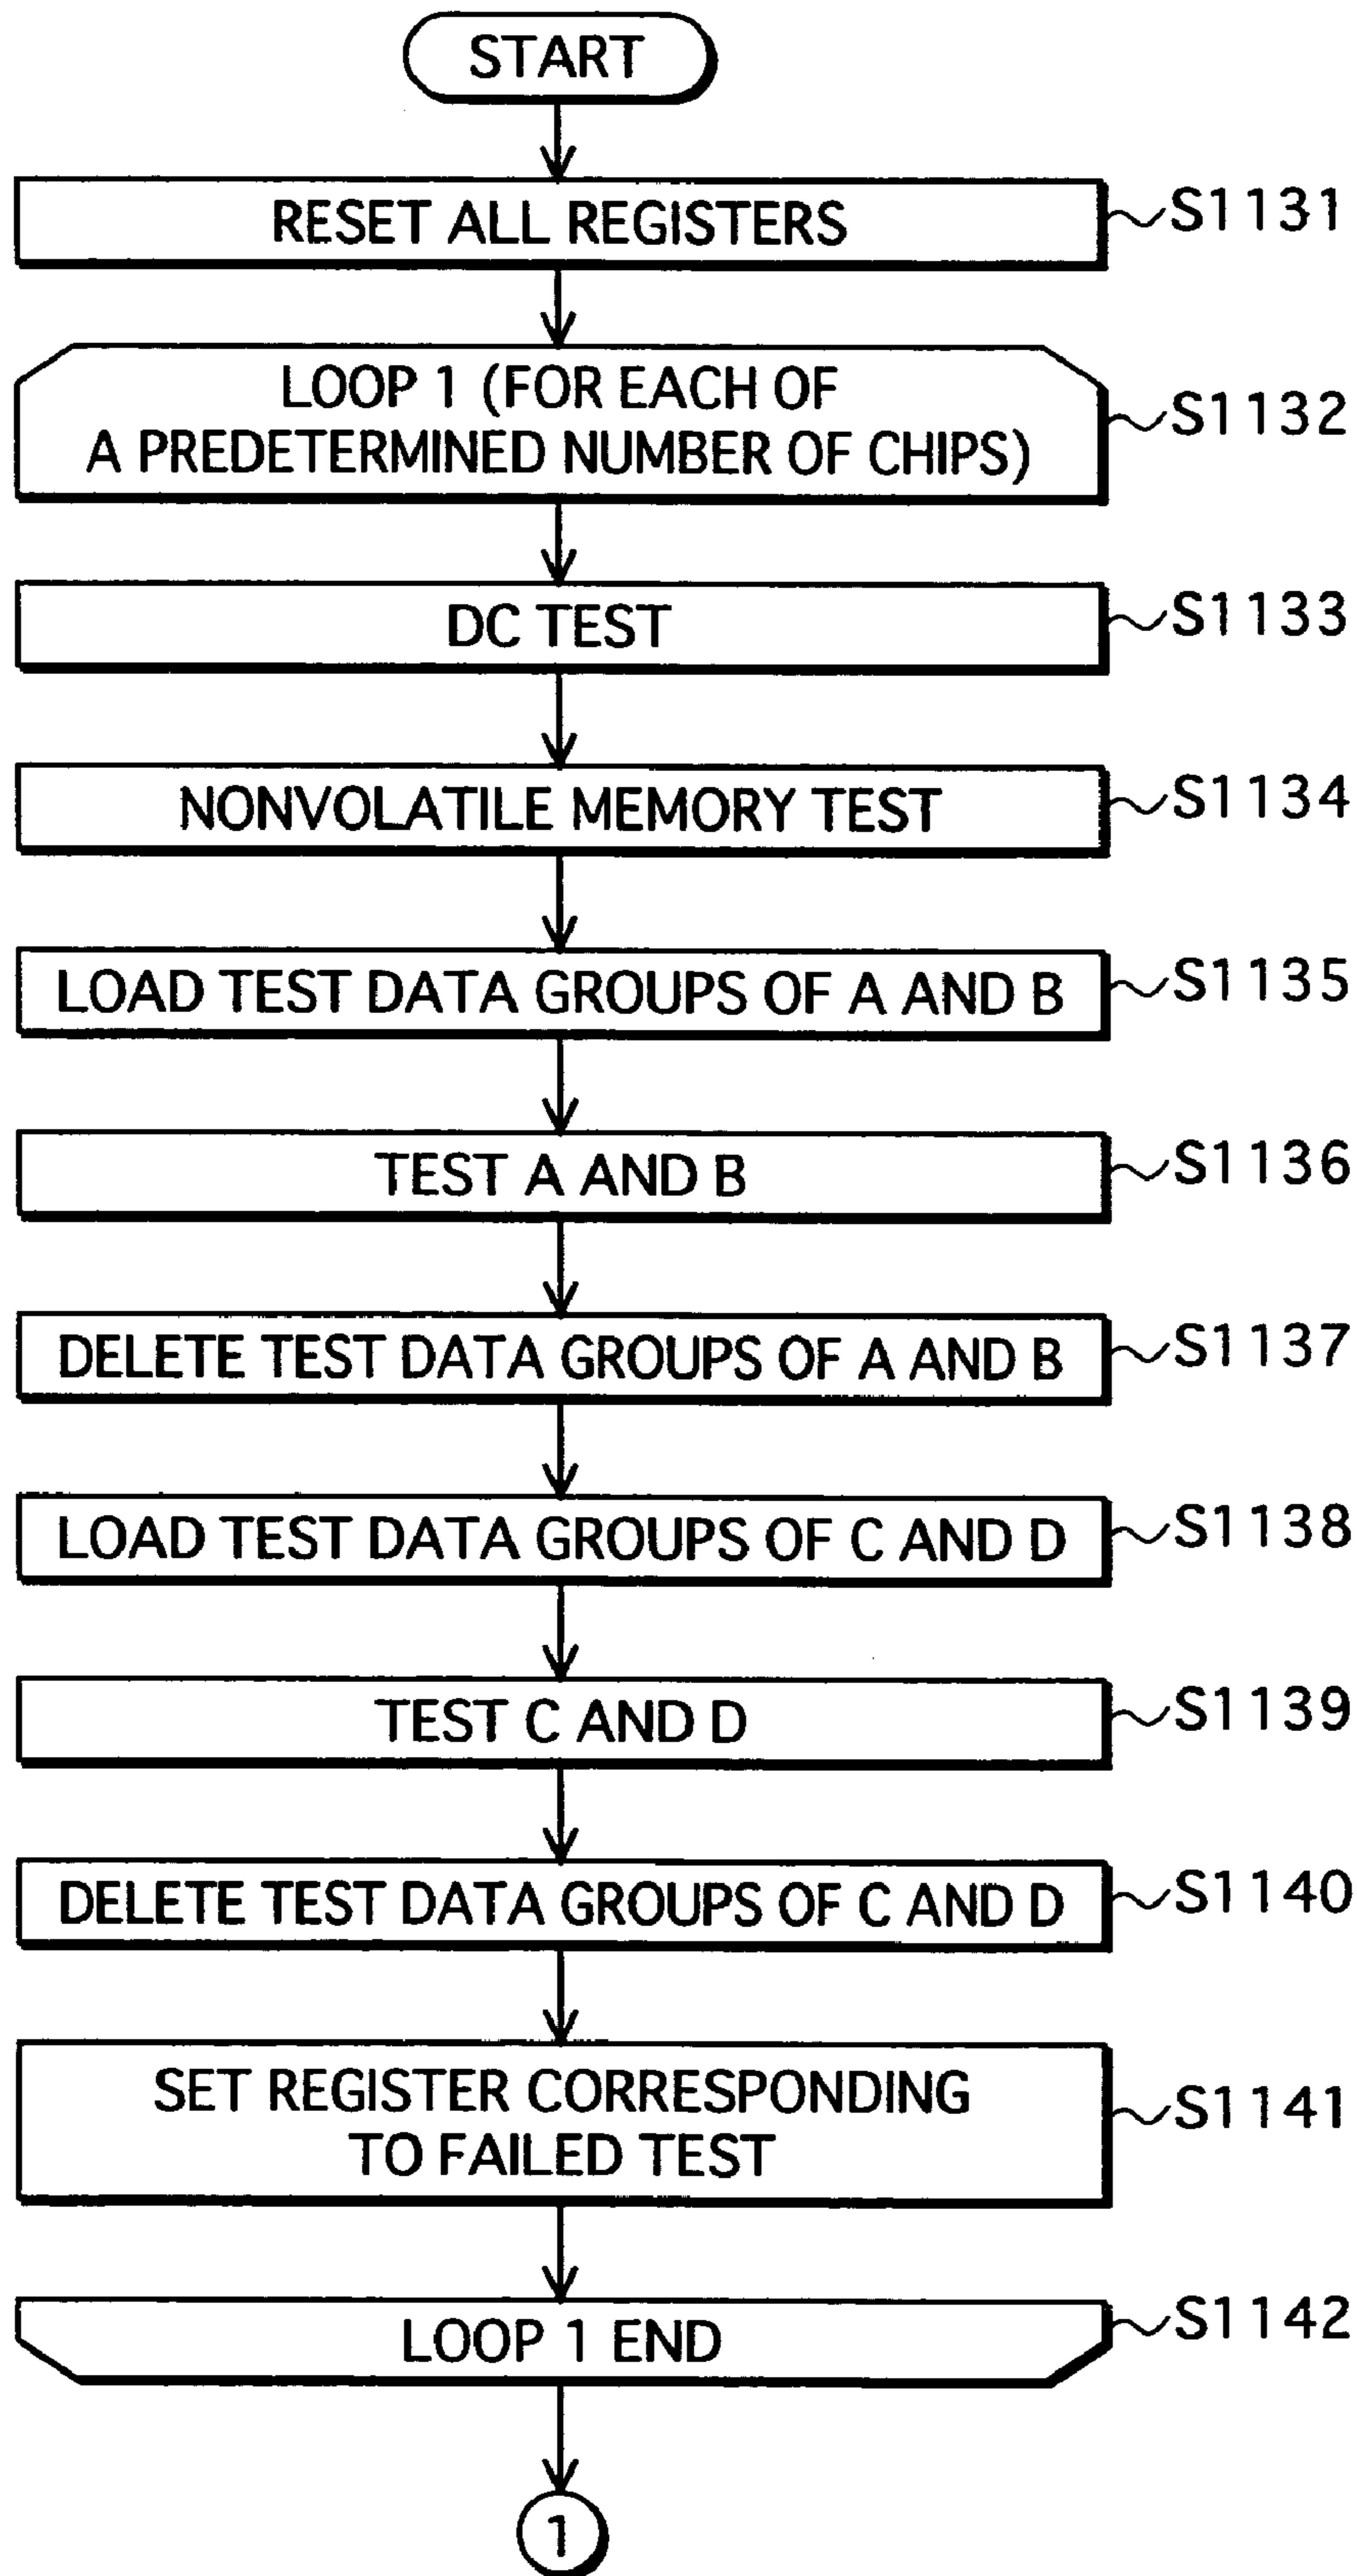 START
RESET ALL REGISTERS
S1131
LOOP 1 (FOR EACH OF
A PREDETERMINED NUMBER OF CHIPS)
S1132
DC TEST
S1133
NONVOLATILE MEMORY TEST
S1134
LOAD TEST DATA GROUPS OF A AND B
S1135
TEST A AND B
S1136
DELETE TEST DATA GROUPS OF A AND B
S1137
LOAD TEST DATA GROUPS OF C AND D
S1138
TEST C AND D
S1139
DELETE TEST DATA GROUPS OF C AND D
S1140
SET REGISTER CORRESPONDING
TO FAILED TEST
S1141
LOOP 1 END
S1142
1